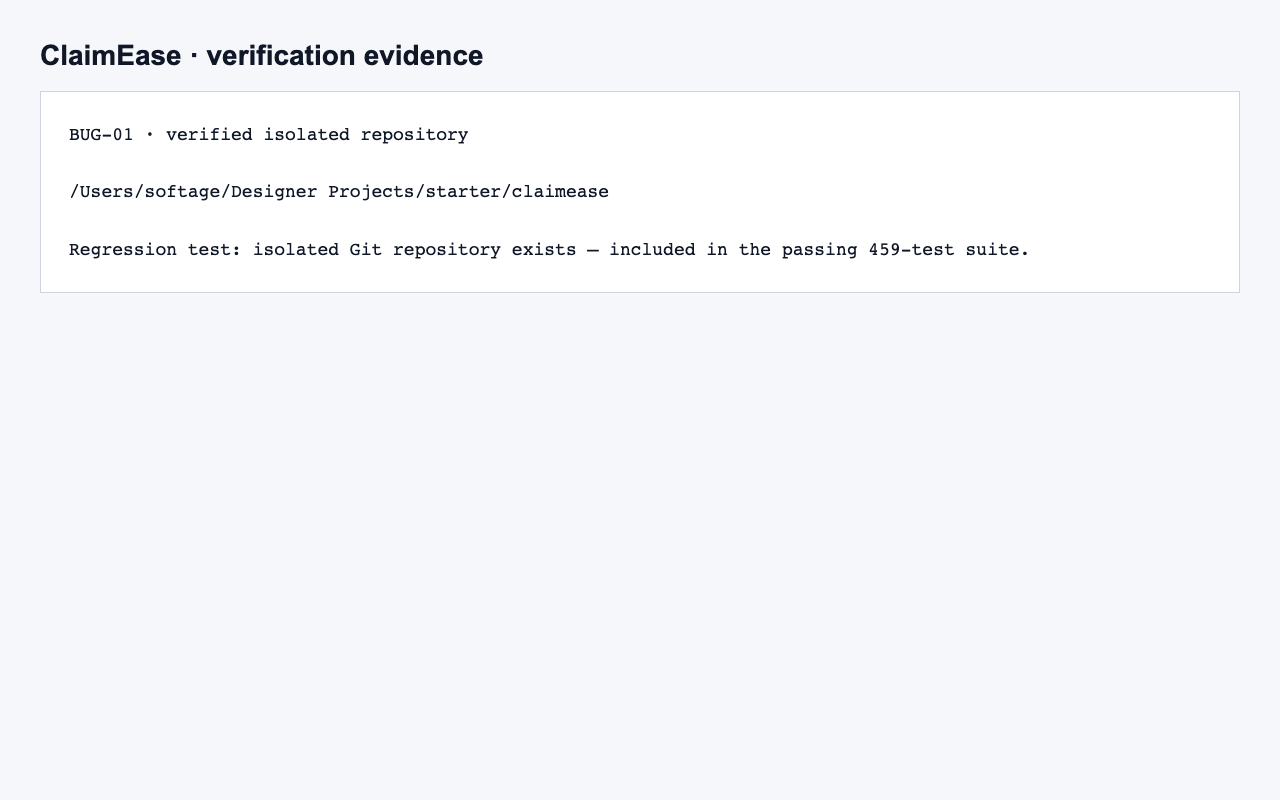 ClaimEase · verification evidence
BUG-01 · verified isolated repository
/Users/softage/Designer Projects/starter/claimease
Regression test: isolated Git repository exists — included in the passing 459-test suite.